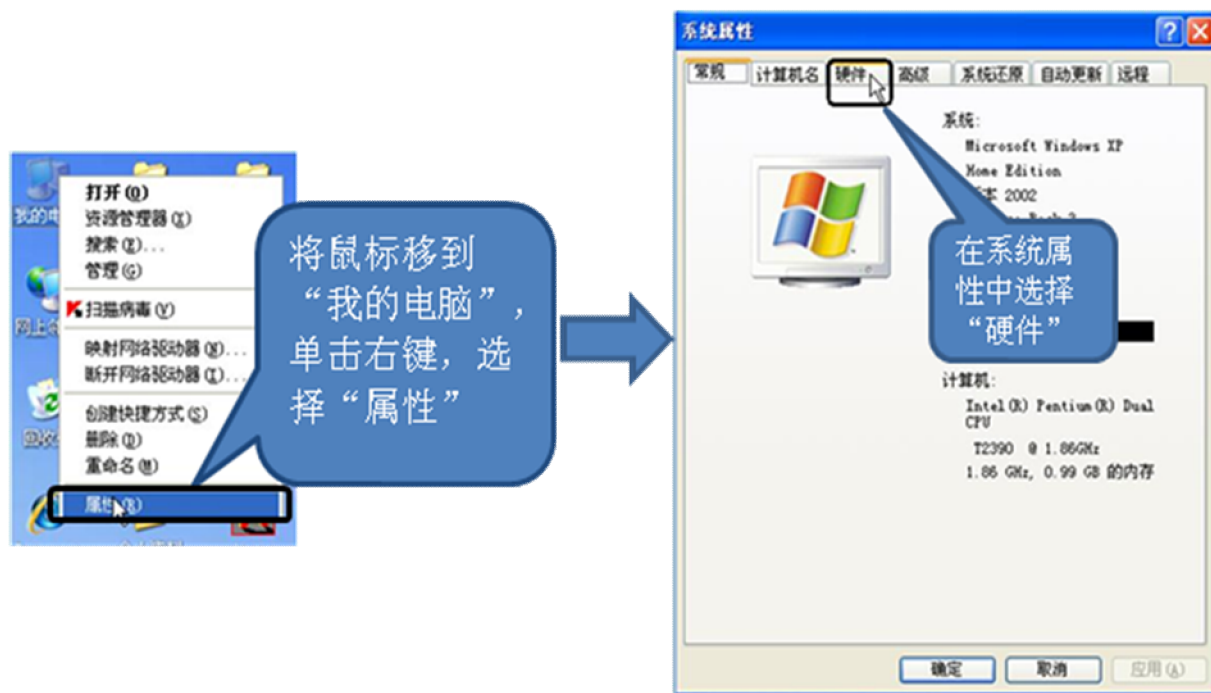 打开(O)
资源管理器(X)
搜索(E)...
管理(G)
扫描病毒(V)
映射网络驱动器(N)...
断开网络驱动器(I)...
创建快捷方式(S)
删除(D)
重命名(M)
属性(R)
我的电
网上
将鼠标移到
“我的电脑”，
单击右键，选
择“属性”
系统属性
常规 计算机名 硬件 高级 系统还原 自动更新 远程
系统:
Microsoft Windows XP
Home Edition
2002
在系统属
性中选择
“硬件”
计算机:
Intel(R) Pentium(R) Dual
CPU
T2390 @ 1.86GHz
1.86 GHz, 0.99 GB 的内存
确定 取消 应用(A)